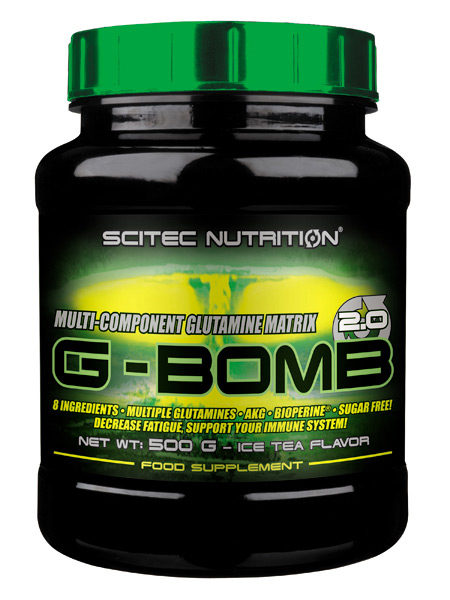 SCITEC NUTRITION®
MULTI-COMPONENT GLUTAMINE MATRIX
2.0
G-BOMB
8 INGREDIENTS • MULTIPLE GLUTAMINES • AKG • BIOPERINE® • SUGAR FREE!
DECREASE FATIGUE, SUPPORT YOUR IMMUNE SYSTEM!
NET WT: 500 G - ICE TEA FLAVOR
FOOD SUPPLEMENT